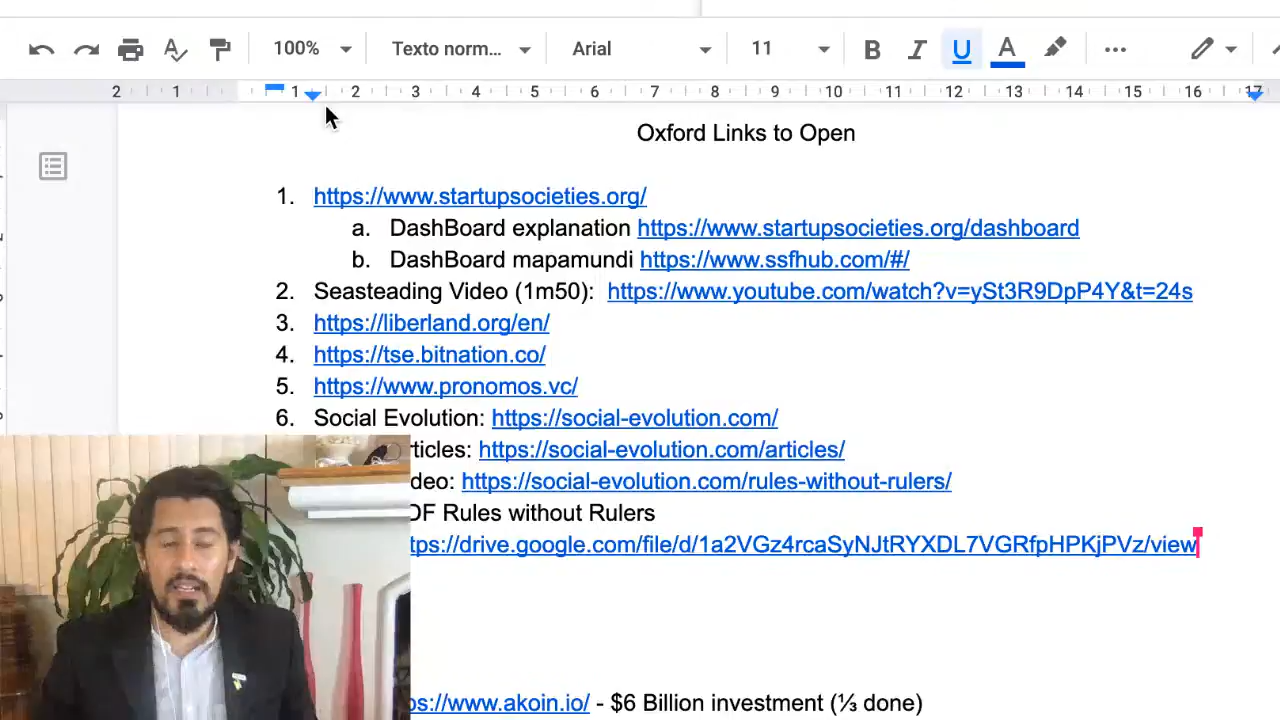 100% Texto norm... Arial 11 B I U A
2 1 1 2 3 4 5 6 7 8 9 10 11 12 13 14 15 16 17
Oxford Links to Open
1. https://www.startupsocieties.org/
a. DashBoard explanation https://www.startupsocieties.org/dashboard
b. DashBoard mapamundi https://www.ssfhub.com/#/
2. Seasteading Video (1m50): https://www.youtube.com/watch?v=ySt3R9DpP4Y&t=24s
3. https://liberland.org/en/
4. https://tse.bitnation.co/
5. https://www.pronomos.vc/
6. Social Evolution: https://social-evolution.com/
rticles: https://social-evolution.com/articles/
deo: https://social-evolution.com/rules-without-rulers/
DF Rules without Rulers
tps://drive.google.com/file/d/1a2VGz4rcaSyNJtRYXDL7VGRfpHPKjPVz/view
ps://www.akoin.io/ - $6 Billion investment (⅓ done)